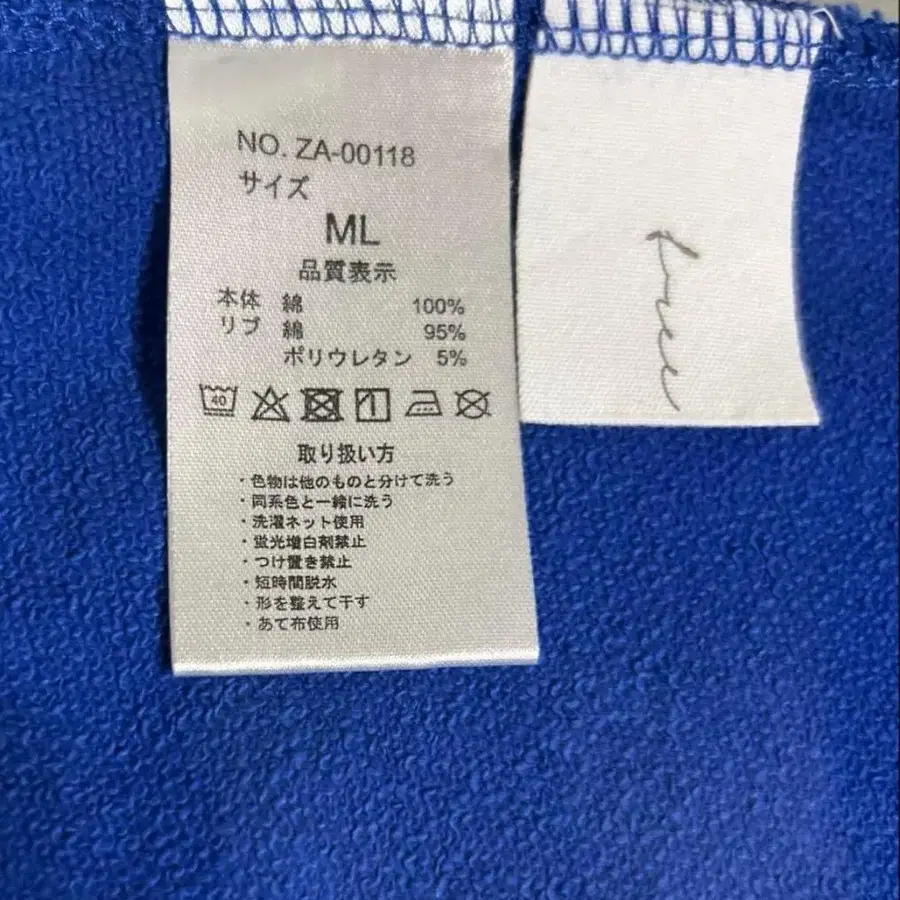 NO. ZA-00118
サイズ
ML
品質表示
本体 綿 100%
リブ 綿 95%
ポリウレタン 5%
40
取り扱い方
・色物は他のものと分けて洗う
・同系色と一緒に洗う
・洗濯ネット使用
・蛍光増白剤禁止
・つけ置き禁止
・短時間脱水
・形を整えて干す
・あて布使用